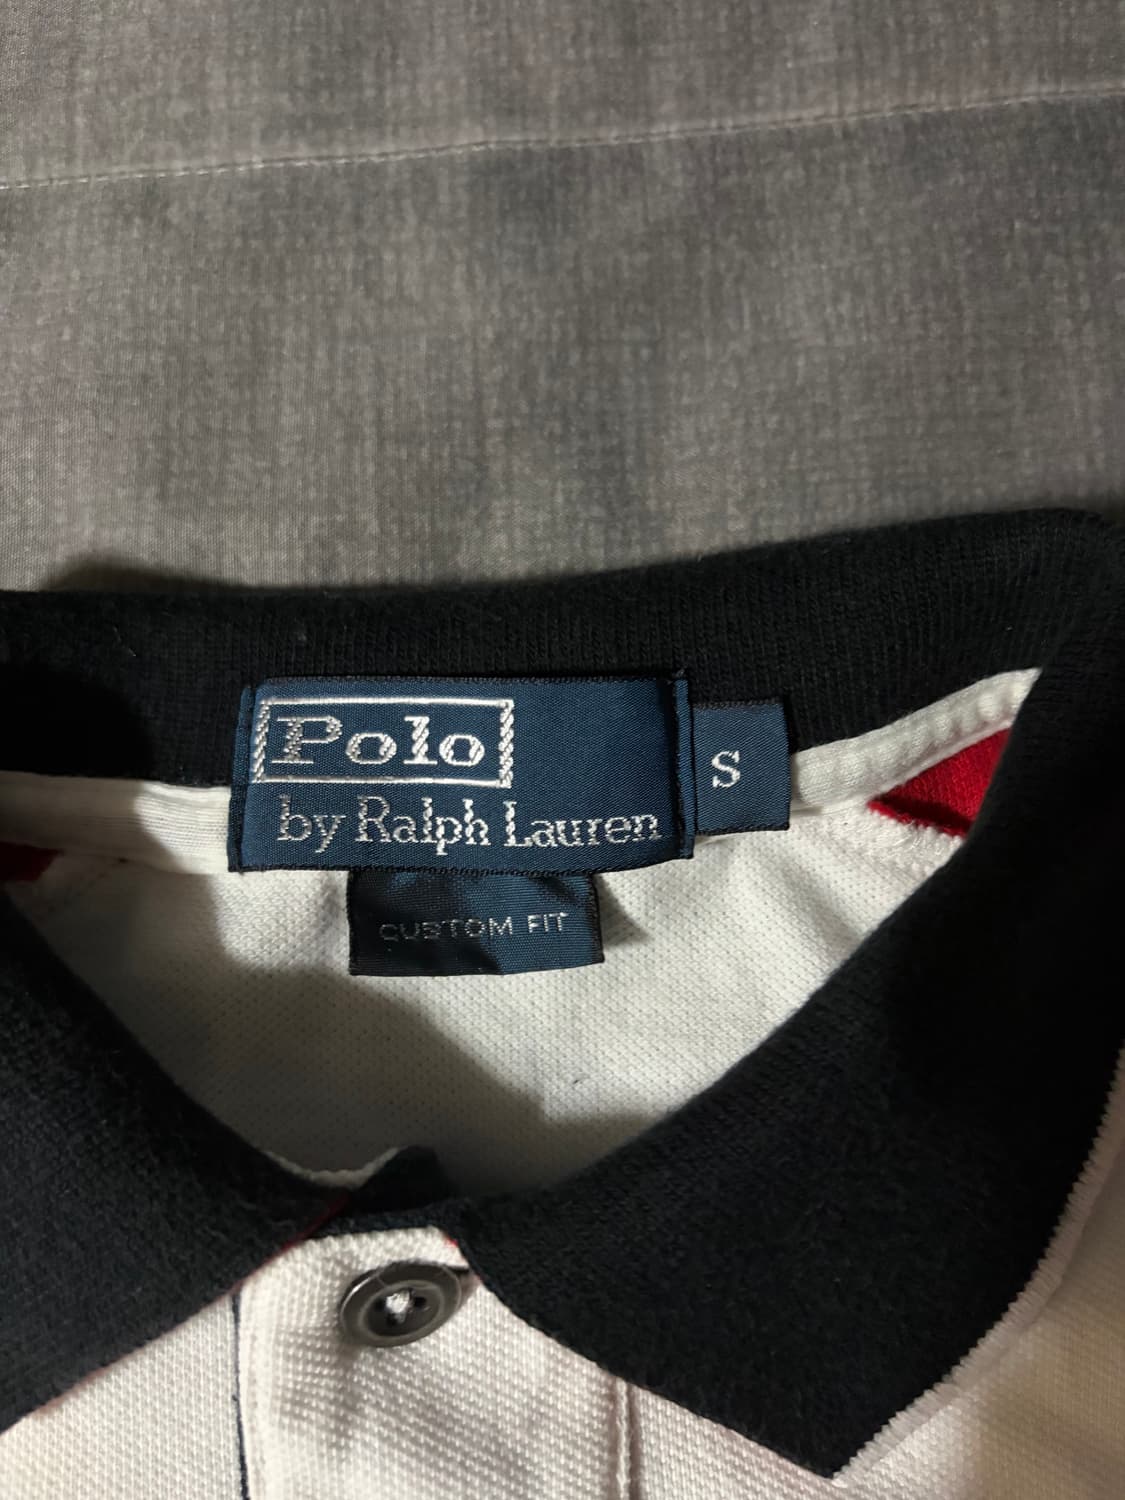 Polo
by Ralph Lauren
S
CUSTOM FIT